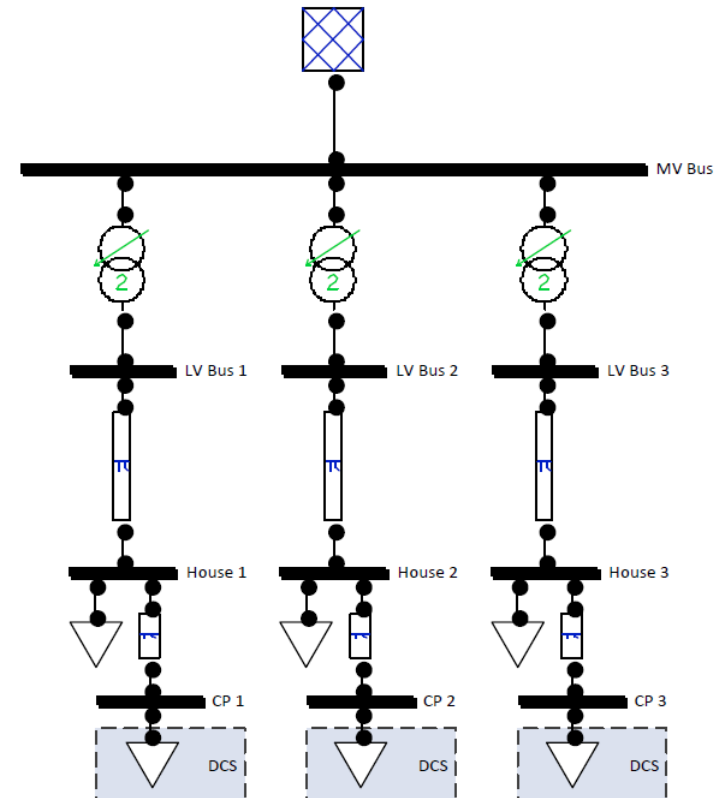 MV Bus
2 2 2
LV Bus 1 LV Bus 2 LV Bus 3
π π π
House 1 House 2 House 3
π π π
CP 1 CP 2 CP 3
DCS DCS DCS